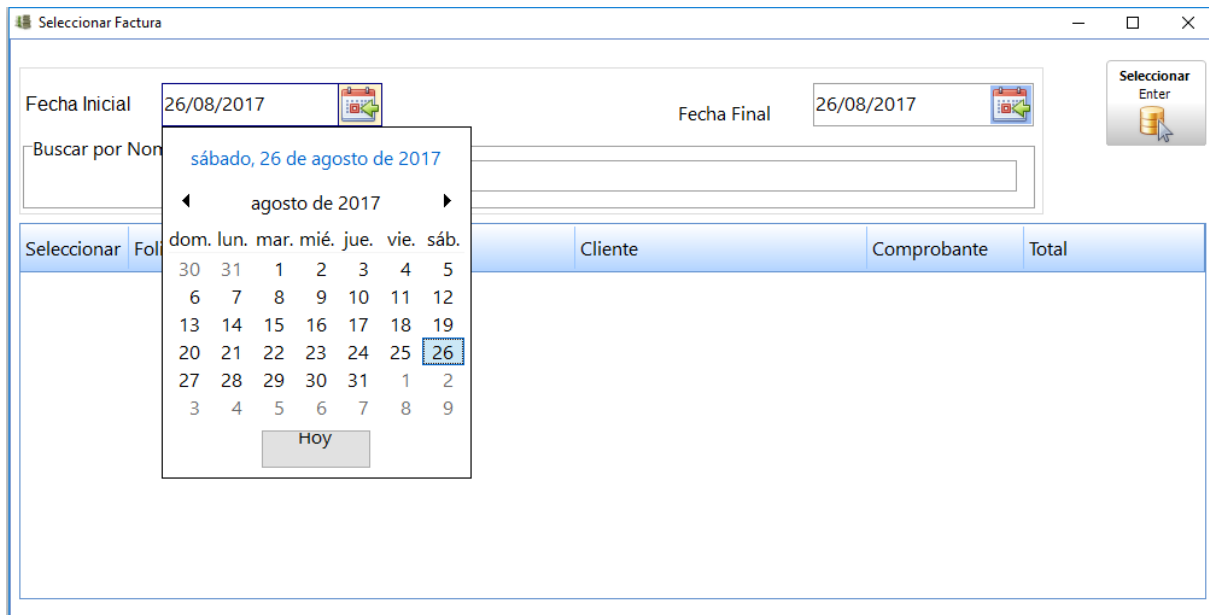 Seleccionar Factura
Seleccionar
Enter
Fecha Inicial 26/08/2017 Fecha Final 26/08/2017
Buscar por Nom
sábado, 26 de agosto de 2017
agosto de 2017
dom. lun. mar. mié. jue. vie. sáb.
30 31 1 2 3 4 5
6 7 8 9 10 11 12
13 14 15 16 17 18 19
20 21 22 23 24 25 26
27 28 29 30 31 1 2
3 4 5 6 7 8 9
Hoy
Seleccionar Foli Cliente Comprobante Total